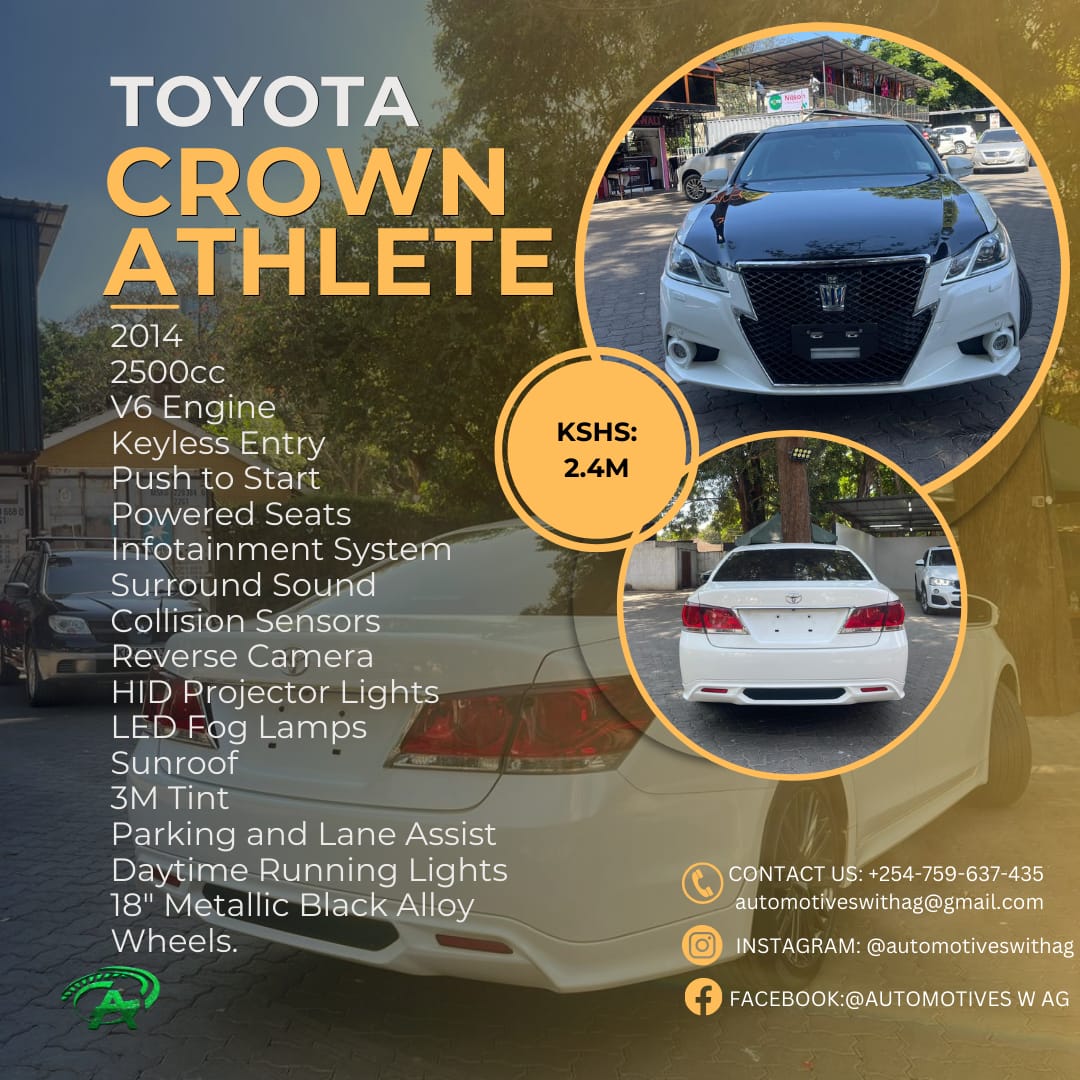 TOYOTA
CROWN
ATHLETE
2014
2500cc
V6 Engine
Keyless Entry
Push to Start
Powered Seats
Infotainment System
Surround Sound
Collision Sensors
Reverse Camera
HID Projector Lights
LED Fog Lamps
Sunroof
3M Tint
Parking and Lane Assist
Daytime Running Lights
18" Metallic Black Alloy
Wheels.
KSHS:
2.4M
CONTACT US: +254-759-637-435
automotiveswithag@gmail.com
INSTAGRAM: @automotiveswithag
FACEBOOK:@AUTOMOTIVES W AG